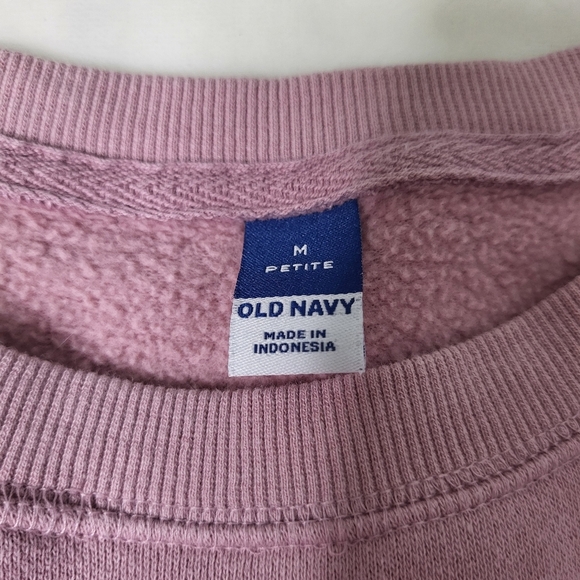 M
PETITE
OLD NAVY
MADE IN
INDONESIA